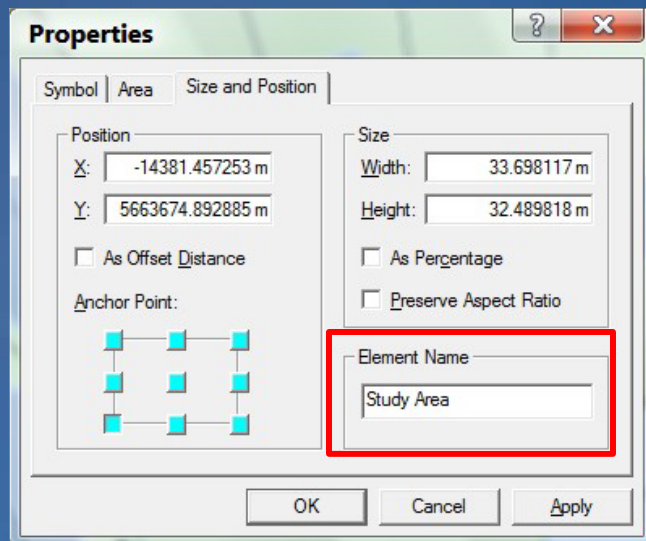 Properties
Symbol Area Size and Position
Position
X: -14381.457253 m
Y: 5663674.892885 m
As Offset Distance
Anchor Point:
Size
Width: 33.698117 m
Height: 32.489818 m
As Percentage
Preserve Aspect Ratio
Element Name
Study Area
OK Cancel Apply